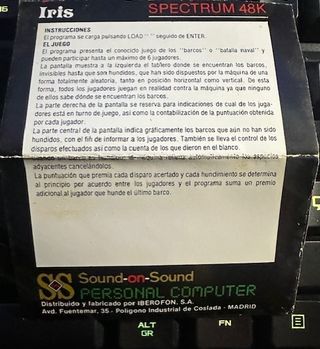 Iris
SPECTRUM 48K
INSTRUCCIONES
El programa se carga pulsando LOAD "" seguido de ENTER.
EL JUEGO
El programa presenta el conocido juego de los "barcos" o "batalla naval" y
pueden participar hasta un máximo de 6 jugadores.
La pantalla muestra a la izquierda el tablero donde se encuentran los barcos,
invisibles hasta que son hundidos, que han sido dispuestos por la máquina de una
forma totalmente aleatoria, tanto en posición horizontal como vertical. De esta
forma, todos los jugadores juegan en realidad contra la máquina ya que ninguno
de ellos sabe dónde se encuentran los barcos.
La parte derecha de la pantalla se reserva para indicaciones de cual de los juga-
dores está en turno de juego, así como la contabilización de la puntuación obtenida
por cada jugador.
La parte central de la pantalla indica gráficamente los barcos que aún no han sido
hundidos, con el fin de informar a los jugadores. También se lleva el control de los
disparos efectuados así como la cuenta de los que dieron en el blanco.
automáticamente los espacios
adyacentes cancelándolos.
La puntuación que premia cada disparo acertado y cada hundimiento se determina
al principio por acuerdo entre los jugadores y el programa suma un premio
adicional al jugador que hunde el último barco.
SS Sound-on-Sound
PERSONAL COMPUTER
Distribuido y fabricado por IBEROFON, S.A.
Avd. Fuentemar, 35 - Polígono Industrial de Coslada - MADRID
ALT
GR
FN